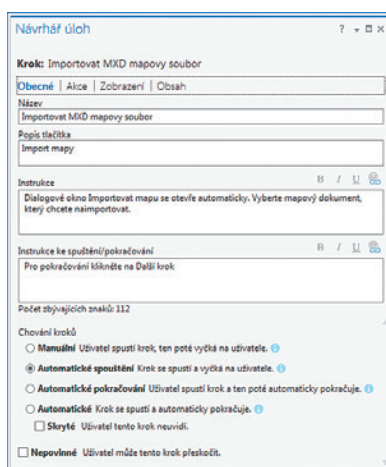 Návrhář úloh
Krok: Importovat MXD mapovy soubor
Obecné | Akce | Zobrazení | Obsah
Název
Importovat MXD mapovy soubor
Popis tlačítka
Import mapy
Instrukce
B I U
Dialogové okno Importovat mapu se otevře automaticky. Vyberte mapový dokument,
který chcete naimportovat.
Instrukce ke spuštění/pokračování
B I U
Pro pokračování klikněte na Další krok
Počet zbývajících znaků: 112
Chování kroků
Manuální Uživatel spustí krok, ten poté vyčká na uživatele.
Automatické spouštění Krok se spustí a vyčká na uživatele.
Automatické pokračování Uživatel spustí krok a ten poté automaticky pokračuje.
Automatické Krok se spustí a automaticky pokračuje.
Skryté Uživatel tento krok neuvidí.
Nepovinné Uživatel může tento krok přeskočit.